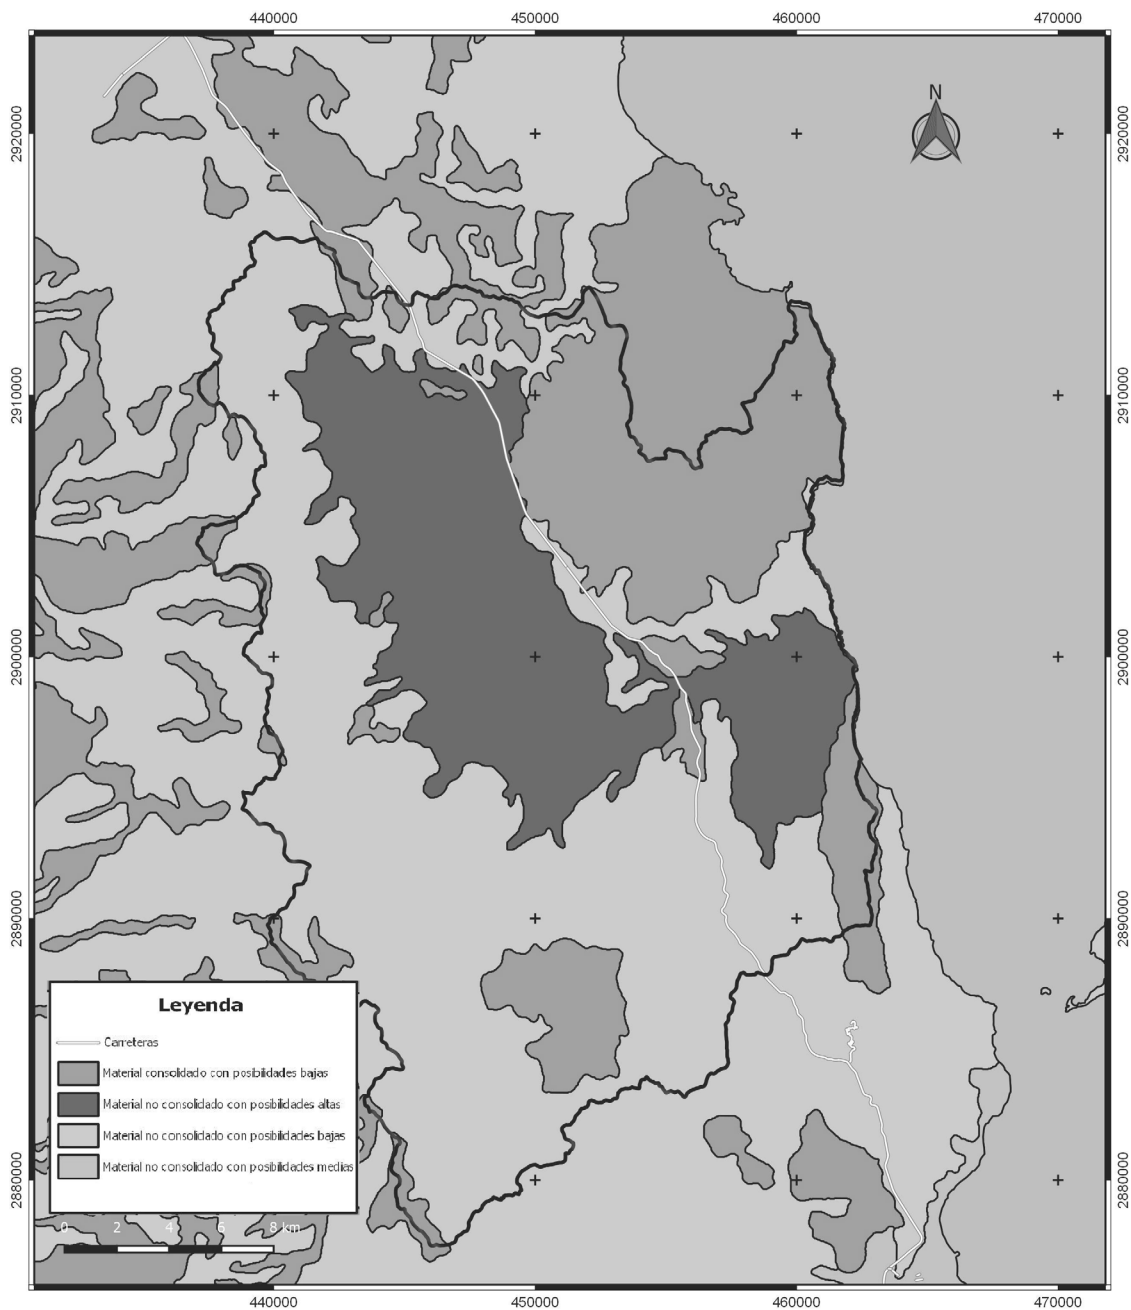 440000 450000 460000 470000
N
2920000 2920000
2910000 2910000
2900000 2900000
2890000 2890000
2880000 2880000
Leyenda
Carreteras
Material consolidado con posibilidades bajas
Material no consolidado con posibilidades altas
Material no consolidado con posibilidades bajas
Material no consolidado con posibilidades medias
0 2 4 6 8 km
440000 450000 460000 470000